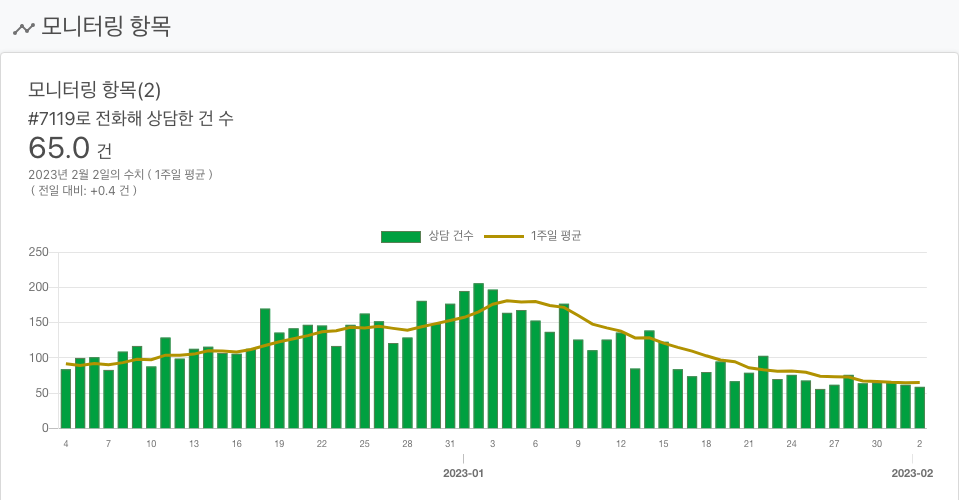 모니터링 항목
모니터링 항목(2)
#7119로 전화해 상담한 건 수
65.0 건
2023년 2월 2일의 수치 ( 1주일 평균 )
( 전일 대비: +0.4 건 )
상담 건수 1주일 평균
250
200
150
100
50
0
4 7 10 13 16 19 22 25 28 31 3 6 9 12 15 18 21 24 27 30 2
2023-01 2023-02